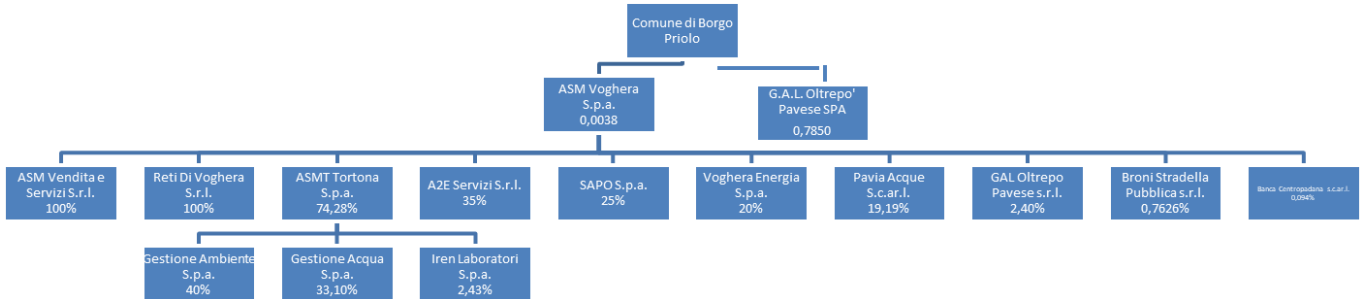 Comune di Borgo
Priolo
ASM Voghera
S.p.a.
0,0038
G.A.L. Oltrepo'
Pavese SPA
0,7850
ASM Vendita e
Servizi S.r.l.
100%
Reti Di Voghera
S.r.l.
100%
ASMT Tortona
S.p.a.
74,28%
A2E Servizi S.r.l.
35%
SAPO S.p.a.
25%
Voghera Energia
S.p.a.
20%
Pavia Acque
S.c.ar.l.
19,19%
GAL Oltrepo
Pavese s.r.l.
2,40%
Broni Stradella
Pubblica s.r.l.
0,7626%
Banca Centropadana s.c.ar.l.
0,094%
Gestione Ambiente
S.p.a.
40%
Gestione Acqua
S.p.a.
33,10%
Iren Laboratori
S.p.a.
2,43%